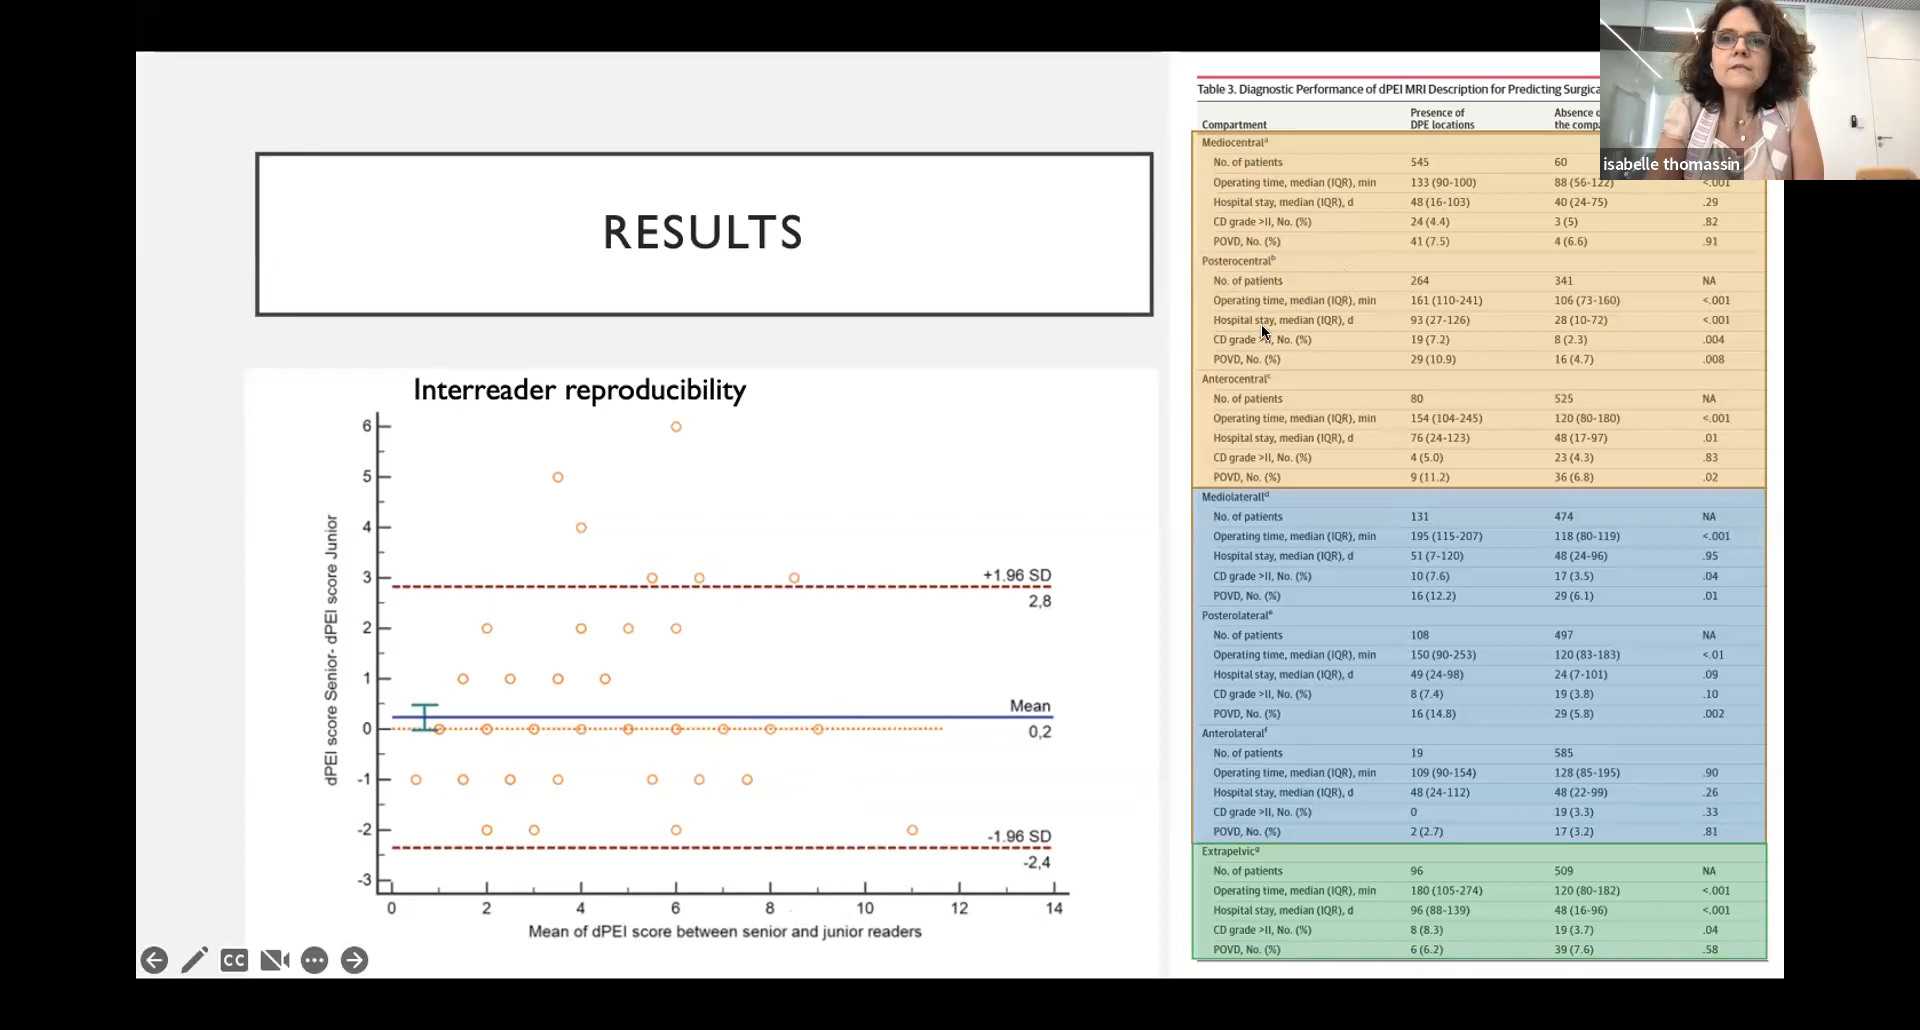 RESULTS
Interreader reproducibility
dPEI score Senior- dPEI score Junior
6
5
4
3
2
1
0
-1
-2
-3
+1.96 SD
2,8
Mean
0,2
-1.96 SD
-2,4
0 2 4 6 8 10 12 14
Mean of dPEI score between senior and junior readers
CC
Table 3. Diagnostic Performance of dPEI MRI Description for Predicting
Compartment Presence of DPE locations Absence the
Mediocentralᵃ
No. of patients 545 60
Operating time, median (IQR), min 133 (90-100) 88 (56-122) <.001
Hospital stay, median (IQR), d 48 (16-103) 40 (24-75) .29
CD grade >II, No. (%) 24 (4.4) 3 (5) .82
POVD, No. (%) 41 (7.5) 4 (6.6) .91
Posterocentralᵇ
No. of patients 264 341 NA
Operating time, median (IQR), min 161 (110-241) 106 (73-160) <.001
Hospital stay, median (IQR), d 93 (27-126) 28 (10-72) <.001
CD grade >II, No. (%) 19 (7.2) 8 (2.3) .004
POVD, No. (%) 29 (10.9) 16 (4.7) .008
Anterocentralᶜ
No. of patients 80 525 NA
Operating time, median (IQR), min 154 (104-245) 120 (80-180) <.001
Hospital stay, median (IQR), d 76 (24-123) 48 (17-97) .01
CD grade >II, No. (%) 4 (5.0) 23 (4.3) .83
POVD, No. (%) 9 (11.2) 36 (6.8) .02
Mediolaterallᵈ
No. of patients 131 474 NA
Operating time, median (IQR), min 195 (115-207) 118 (80-119) <.001
Hospital stay, median (IQR), d 51 (7-120) 48 (24-96) .95
CD grade >II, No. (%) 10 (7.6) 17 (3.5) .04
POVD, No. (%) 16 (12.2) 29 (6.1) .01
Posterolateralᵉ
No. of patients 108 497 NA
Operating time, median (IQR), min 150 (90-253) 120 (83-183) <.01
Hospital stay, median (IQR), d 49 (24-98) 24 (7-101) .09
CD grade >II, No. (%) 8 (7.4) 19 (3.8) .10
POVD, No. (%) 16 (14.8) 29 (5.8) .002
Anterolateralᶠ
No. of patients 19 585
Operating time, median (IQR), min 109 (90-154) 128 (85-195) .90
Hospital stay, median (IQR), d 48 (24-112) 48 (22-99) .26
CD grade >II, No. (%) 0 19 (3.3) .33
POVD, No. (%) 2 (2.7) 17 (3.2) .81
Extrapelvicᵍ
No. of patients 96 509 NA
Operating time, median (IQR), min 180 (105-274) 120 (80-182) <.001
Hospital stay, median (IQR), d 96 (88-139) 48 (16-96) <.001
CD grade >II, No. (%) 8 (8.3) 19 (3.7) .04
POVD, No. (%) 6 (6.2) 39 (7.6) .58
isabelle thomassin